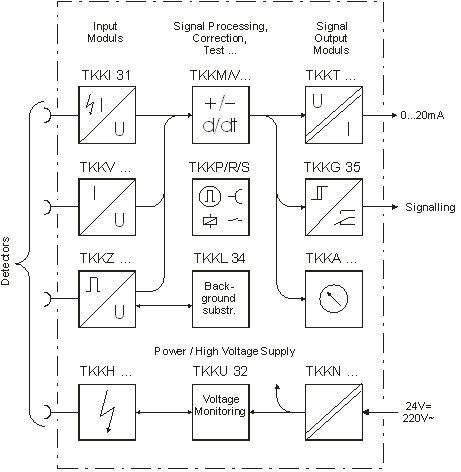 Input
Moduls
Signal Processing,
Correction,
Test ...
Signal
Output
Moduls
TKKI 31
TKKM/V...
TKKT ...
I
U
+/–
d/dt
U
I
0...20mA
TKKV ...
TKKP/R/S
TKKG 35
I
U
Signalling
TKKZ ...
TKKL 34
TKKA ...
U
Back-
ground
substr.
Detectors
Power / High Voltage Supply
TKKH ...
TKKU 32
TKKN ...
Voltage
Monitoring
24V=
220V~